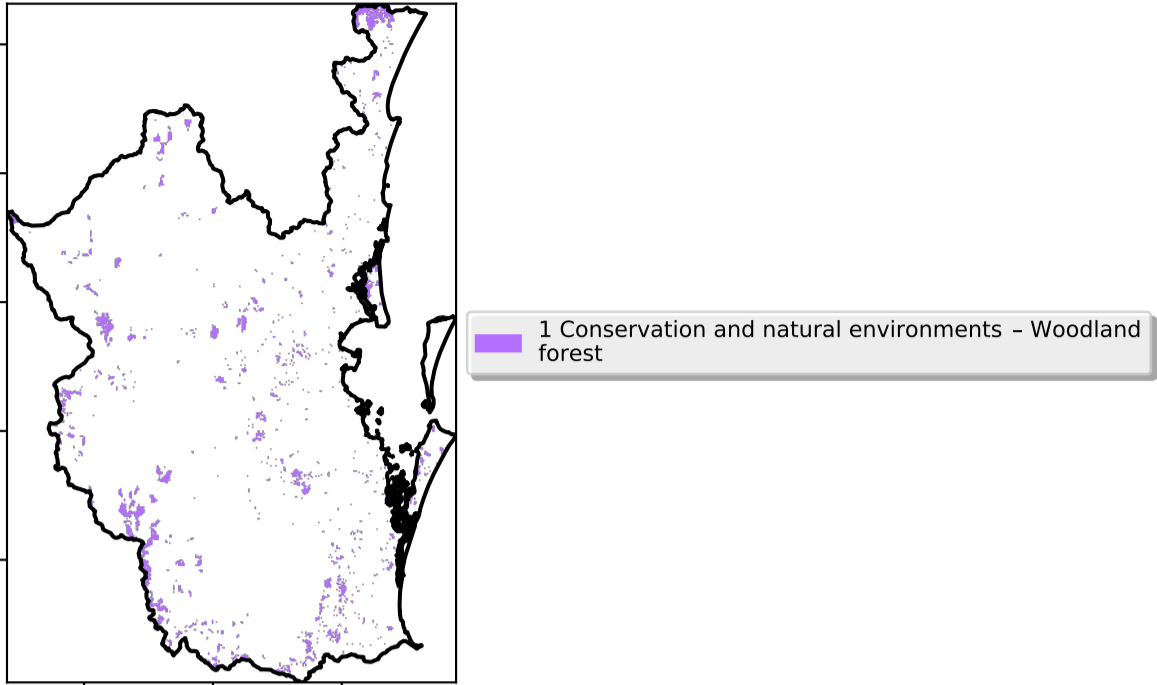 1 Conservation and natural environments – Woodland
forest